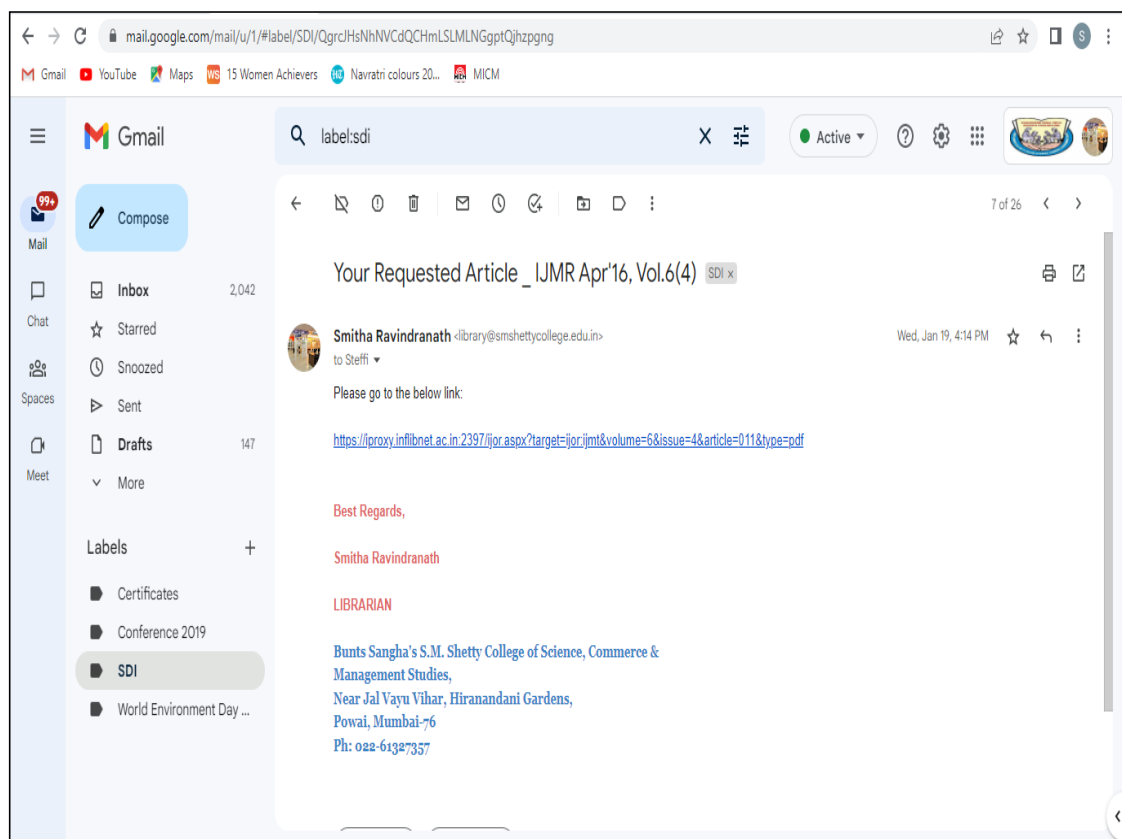 mail.google.com/mail/u/1/#label/SDI/QgrcJHsNhNVCdQCHmLSLMLNGgptQjhzpgng
S
Gmail YouTube Maps WS 15 Women Achievers HZ Navratri colours 20... MICM
Gmail
label:sdi
Active
99+
Mail
Chat
Spaces
Meet
Compose
Inbox 2,042
Starred
Snoozed
Sent
Drafts 147
More
Labels
Certificates
Conference 2019
SDI
World Environment Day ...
7 of 26
Your Requested Article _ IJMR Apr'16, Vol.6(4) SDI x
Smitha Ravindranath <library@smshettycollege.edu.in> Wed, Jan 19, 4:14 PM
to Steffi
Please go to the below link:
https://iproxy.inflibnet.ac.in:2397/ijor.aspx?target=ijor:ijmt&volume=6&issue=4&article=011&type=pdf
Best Regards,
Smitha Ravindranath
LIBRARIAN
Bunts Sangha's S.M. Shetty College of Science, Commerce &
Management Studies,
Near Jal Vayu Vihar, Hiranandani Gardens,
Powai, Mumbai-76
Ph: 022-61327357